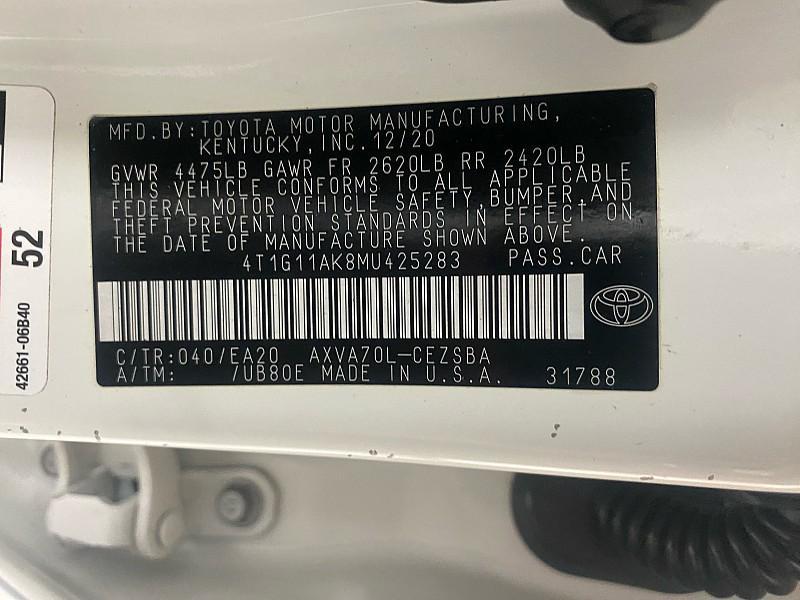 MFD.BY:TOYOTA MOTOR MANUFACTURING,
KENTUCKY,INC.12/20
GVWR 4475LB GAWR FR 2620LB RR 2420LB
THIS VEHICLE CONFORMS TO ALL APPLICABLE
FEDERAL MOTOR VEHICLE SAFETY,BUMPER,AND
THEFT PREVENTION STANDARDS IN EFFECT ON
THE DATE OF MANUFACTURE SHOWN ABOVE.
4T1G11AK8MU425283 PASS.CAR
C/TR:040/EA20 AXVA70L-CEZSBA
A/TM: /UB80E MADE IN U.S.A. 31788
52
42661-06B40